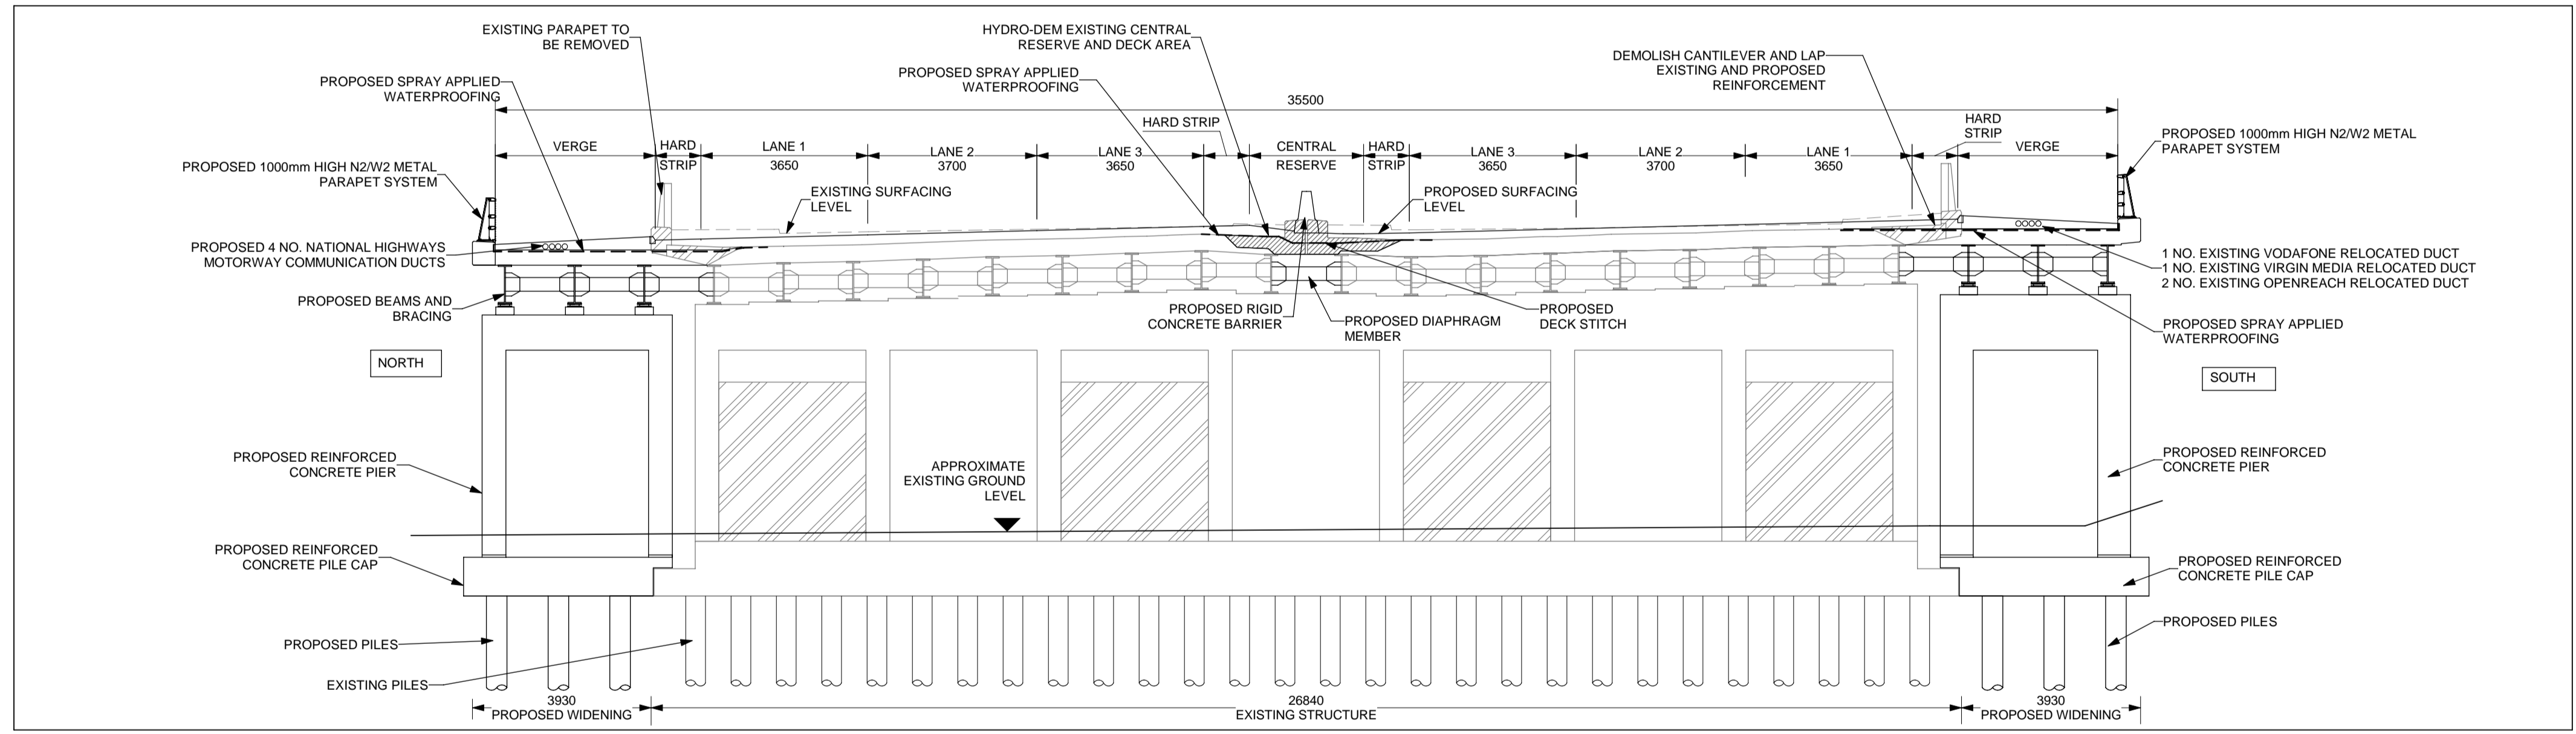 EXISTING PARAPET TO
BE REMOVED
HYDRO-DEM EXISTING CENTRAL
RESERVE AND DECK AREA
DEMOLISH CANTILEVER AND LAP
EXISTING AND PROPOSED
REINFORCEMENT
PROPOSED SPRAY APPLIED
WATERPROOFING
PROPOSED SPRAY APPLIED
WATERPROOFING
35500
VERGE
HARD
STRIP
LANE 1
3650
LANE 2
3700
LANE 3
3650
HARD STRIP
CENTRAL
RESERVE
HARD
STRIP
LANE 3
3650
LANE 2
3700
LANE 1
3650
HARD
STRIP
VERGE
PROPOSED 1000mm HIGH N2/W2 METAL
PARAPET SYSTEM
PROPOSED 1000mm HIGH N2/W2 METAL
PARAPET SYSTEM
EXISTING SURFACING
LEVEL
PROPOSED SURFACING
LEVEL
PROPOSED 4 NO. NATIONAL HIGHWAYS
MOTORWAY COMMUNICATION DUCTS
1 NO. EXISTING VODAFONE RELOCATED DUCT
1 NO. EXISTING VIRGIN MEDIA RELOCATED DUCT
2 NO. EXISTING OPENREACH RELOCATED DUCT
PROPOSED BEAMS AND
BRACING
PROPOSED RIGID
CONCRETE BARRIER
PROPOSED DIAPHRAGM
MEMBER
PROPOSED
DECK STITCH
PROPOSED SPRAY APPLIED
WATERPROOFING
NORTH
SOUTH
PROPOSED REINFORCED
CONCRETE PIER
APPROXIMATE
EXISTING GROUND
LEVEL
PROPOSED REINFORCED
CONCRETE PIER
PROPOSED REINFORCED
CONCRETE PILE CAP
PROPOSED REINFORCED
CONCRETE PILE CAP
PROPOSED PILES
PROPOSED PILES
EXISTING PILES
3930
PROPOSED WIDENING
26840
EXISTING STRUCTURE
3930
PROPOSED WIDENING